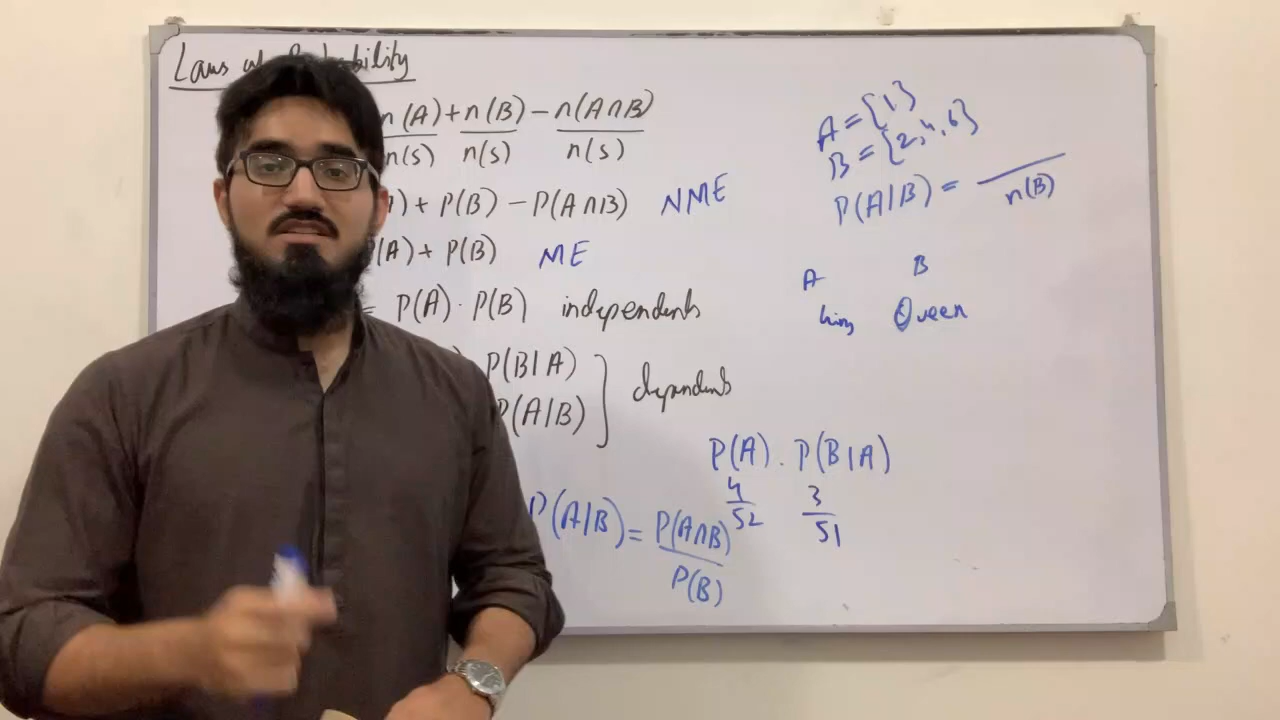 Laws of Probability
n(A) + n(B) - n(A∩B)
n(s) n(s) n(s)
) + P(B) - P(A∩B) NME
P(A) + P(B) ME
= P(A) · P(B) independents
P(B|A)
P(A|B) dependents
P(A|B) = P(A∩B)
P(B)
A = {1}
B = {2,4,6}
P(A|B) = 
n(B)
A B
King Queen
P(A) · P(B|A)
4 3
52 51